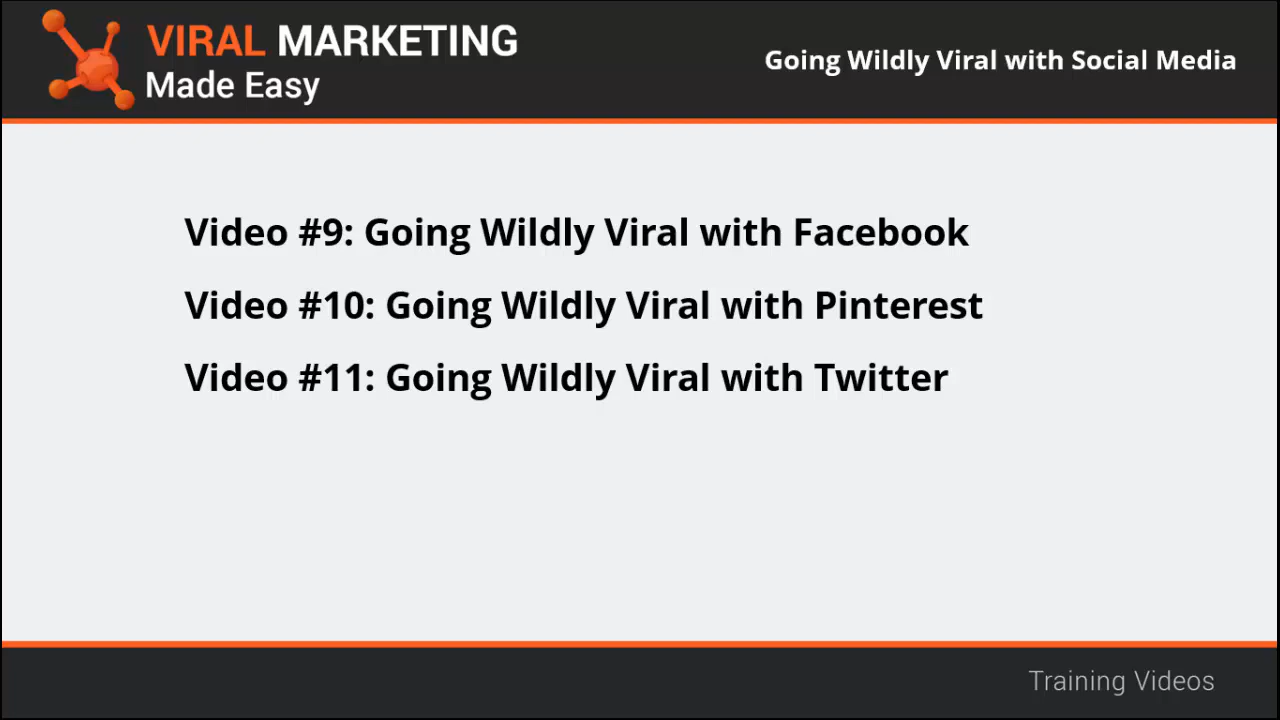 VIRAL MARKETING
Made Easy
Going Wildly Viral with Social Media
Video #9: Going Wildly Viral with Facebook
Video #10: Going Wildly Viral with Pinterest
Video #11: Going Wildly Viral with Twitter
Training Videos